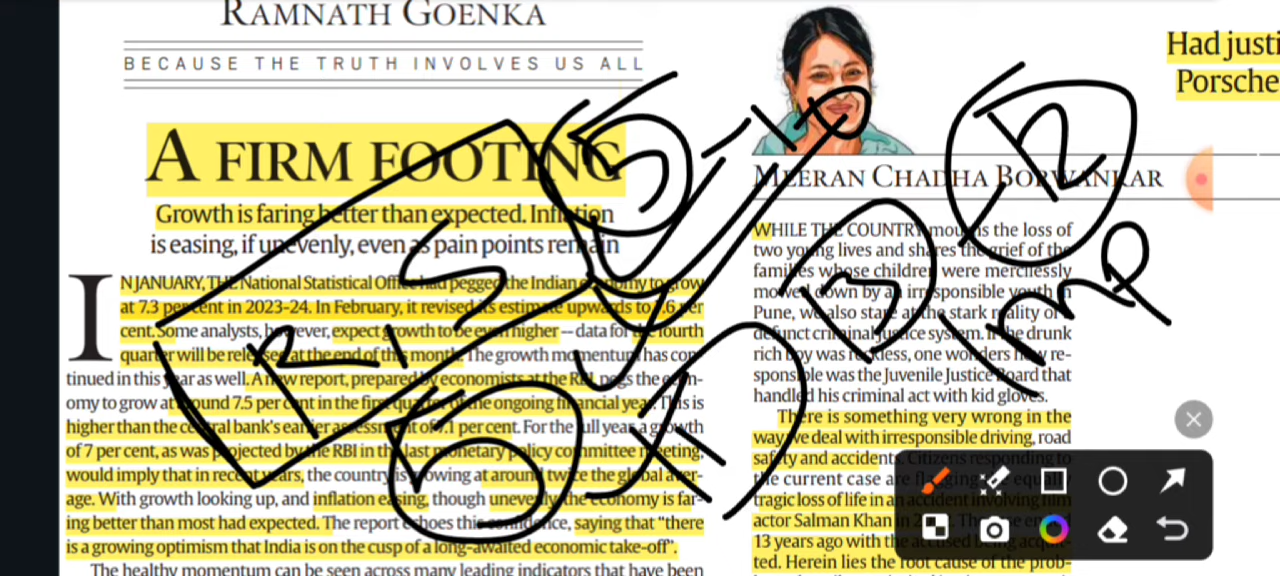 RAMNATH GOENKA
BECAUSE THE TRUTH INVOLVES US ALL
A FIRM FOOTING
Growth is faring better than expected. Inflation
is easing, if unevenly, even as pain points remain
IN JANUARY, THE National Statistical Office had pegged the Indian economy to grow
at 7.3 per cent in 2023-24. In February, it revised its estimate upwards to 7.6 per
cent. Some analysts, however, expect growth to be even higher — data for the fourth
quarter will be released at the end of this month. The growth momentum has con-
tinued in this year as well. A new report, prepared by economists at the RBI, pegs the econ-
omy to grow at around 7.5 per cent in the first quarter of the ongoing financial year. This is
higher than the central bank's earlier assessment of 7.1 per cent. For the full year, a growth
of 7 per cent, as was projected by the RBI in the last monetary policy committee meeting,
would imply that in recent years, the country is growing at around twice the global aver-
age. With growth looking up, and inflation easing, though unevenly, the economy is far-
ing better than most had expected. The report echoes this confidence, saying that "there
is a growing optimism that India is on the cusp of a long-awaited economic take-off".
The healthy momentum can be seen across many leading indicators that have been
MEERAN CHADHA BORWANKAR
WHILE THE COUNTRY mourns the loss of
two young lives and shares the grief of the
families whose children were mercilessly
mowed down by an irresponsible youth in
Pune, we also stare at the stark reality of a
defunct criminal justice system. If the drunk
rich boy was reckless, one wonders how re-
sponsible was the Juvenile Justice Board that
handled his criminal act with kid gloves.
There is something very wrong in the
way we deal with irresponsible driving, road
safety and accidents. Citizens responding to
the current case are
tragic loss of life in an accident involving film
actor Salman Khan in
13 years ago with the
ted. Herein lies the root cause of the prob-
Had justi
Porsche